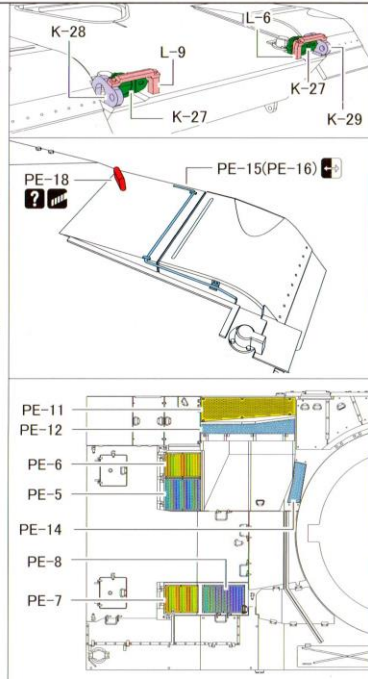 L-6
K-28
L-9
K-27
K-27
K-29
PE-15(PE-16)
PE-18
?
PE-11
PE-12
PE-6
PE-5
PE-14
PE-8
PE-7